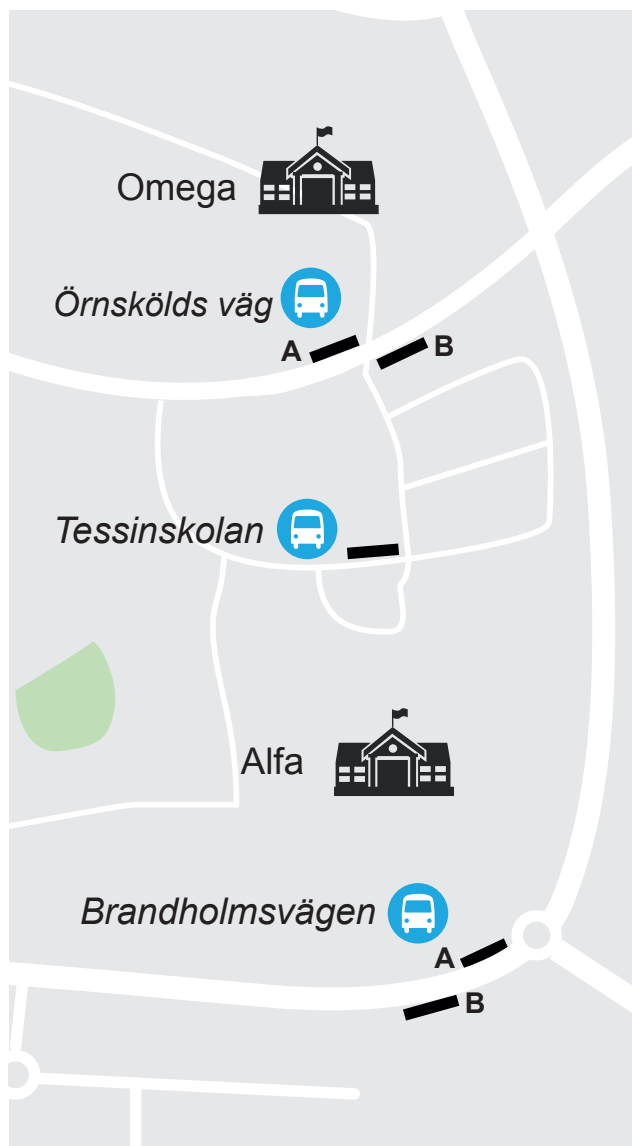 Omega
Örnskölds väg
A
B
Tessinskolan
Alfa
Brandholmsvägen
A
B